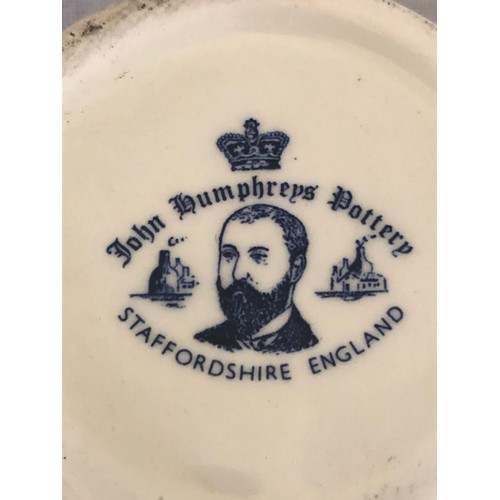 John Humphreys Pottery
STAFFORDSHIRE ENGLAND